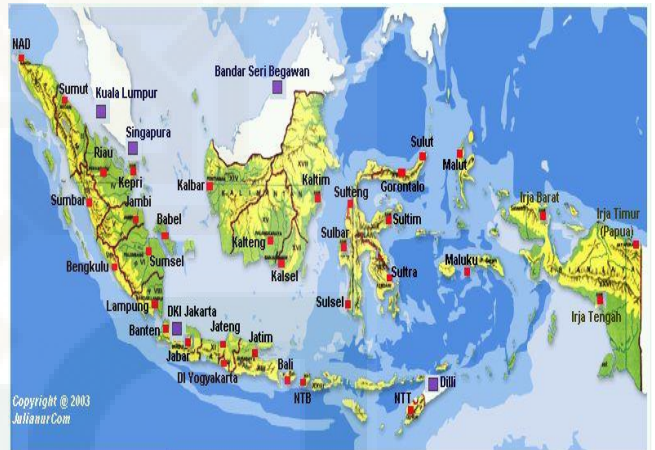 NAD
Sumut
Kuala Lumpur
Bandar Seri Begawan
Singapura
Riau
Kepri
Sumbar
Jambi
Babel
Bengkulu
Sumsel
Lampung
DKI Jakarta
Banten
Jabar
Jateng
Jatim
DI Yogyakarta
Bali
NTB
NTT
Dilli
Kalbar
Kaltim
Kalteng
Kalsel
Sulut
Gorontalo
Sulteng
Sultim
Sulbar
Sultra
Sulsel
Malut
Maluku
Irja Barat
Irja Timur
(Papua)
Irja Tengah
Copyright @ 2003
JulianurCom